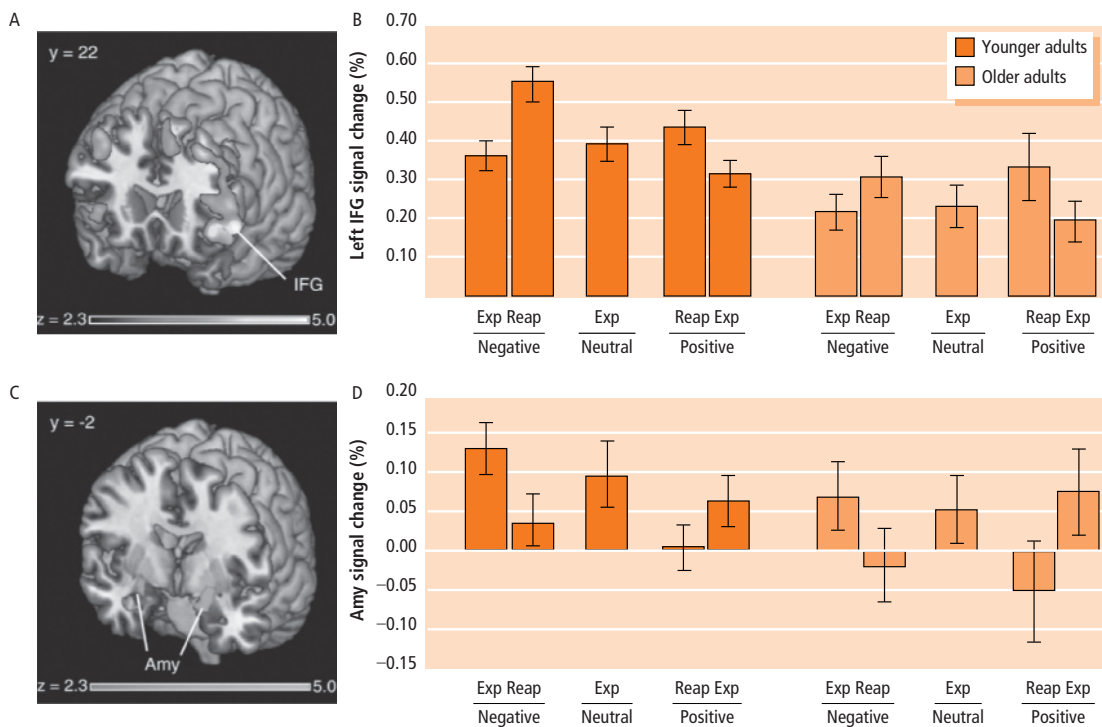 A
y = 22
IFG
z = 2.3
5.0
B
0.70
0.60
0.50
0.40
0.30
0.20
0.10
Left IFG signal change (%)
Younger adults
Older adults
Exp Reap
Exp
Reap Exp
Exp Reap
Exp
Reap Exp
Negative
Neutral
Positive
Negative
Neutral
Positive
C
y = -2
Amy
z = 2.3
5.0
D
0.20
0.15
0.10
0.05
0.00
−0.05
−0.10
−0.15
Amy signal change (%)
Exp Reap
Exp
Reap Exp
Exp Reap
Exp
Reap Exp
Negative
Neutral
Positive
Negative
Neutral
Positive